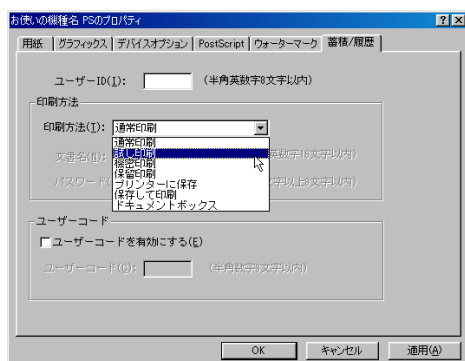 お使いの機種名 PSのプロパティ
用紙 グラフィックス デバイスオプション PostScript ウォーターマーク 蓄積/履歴
ユーザーID(I): (半角英数字8文字以内)
印刷方法
印刷方法(T): 通常印刷
通常印刷
文書名(N): 試し印刷 英数字16文字以内)
機密印刷
保留印刷
パスワード( プリンターに保存 字以上8文字以内)
保存して印刷
ドキュメントボックス
ユーザーコード
ユーザーコードを有効にする(E)
ユーザーコード(C): (半角数字8文字以内)
OK キャンセル 適用(A)